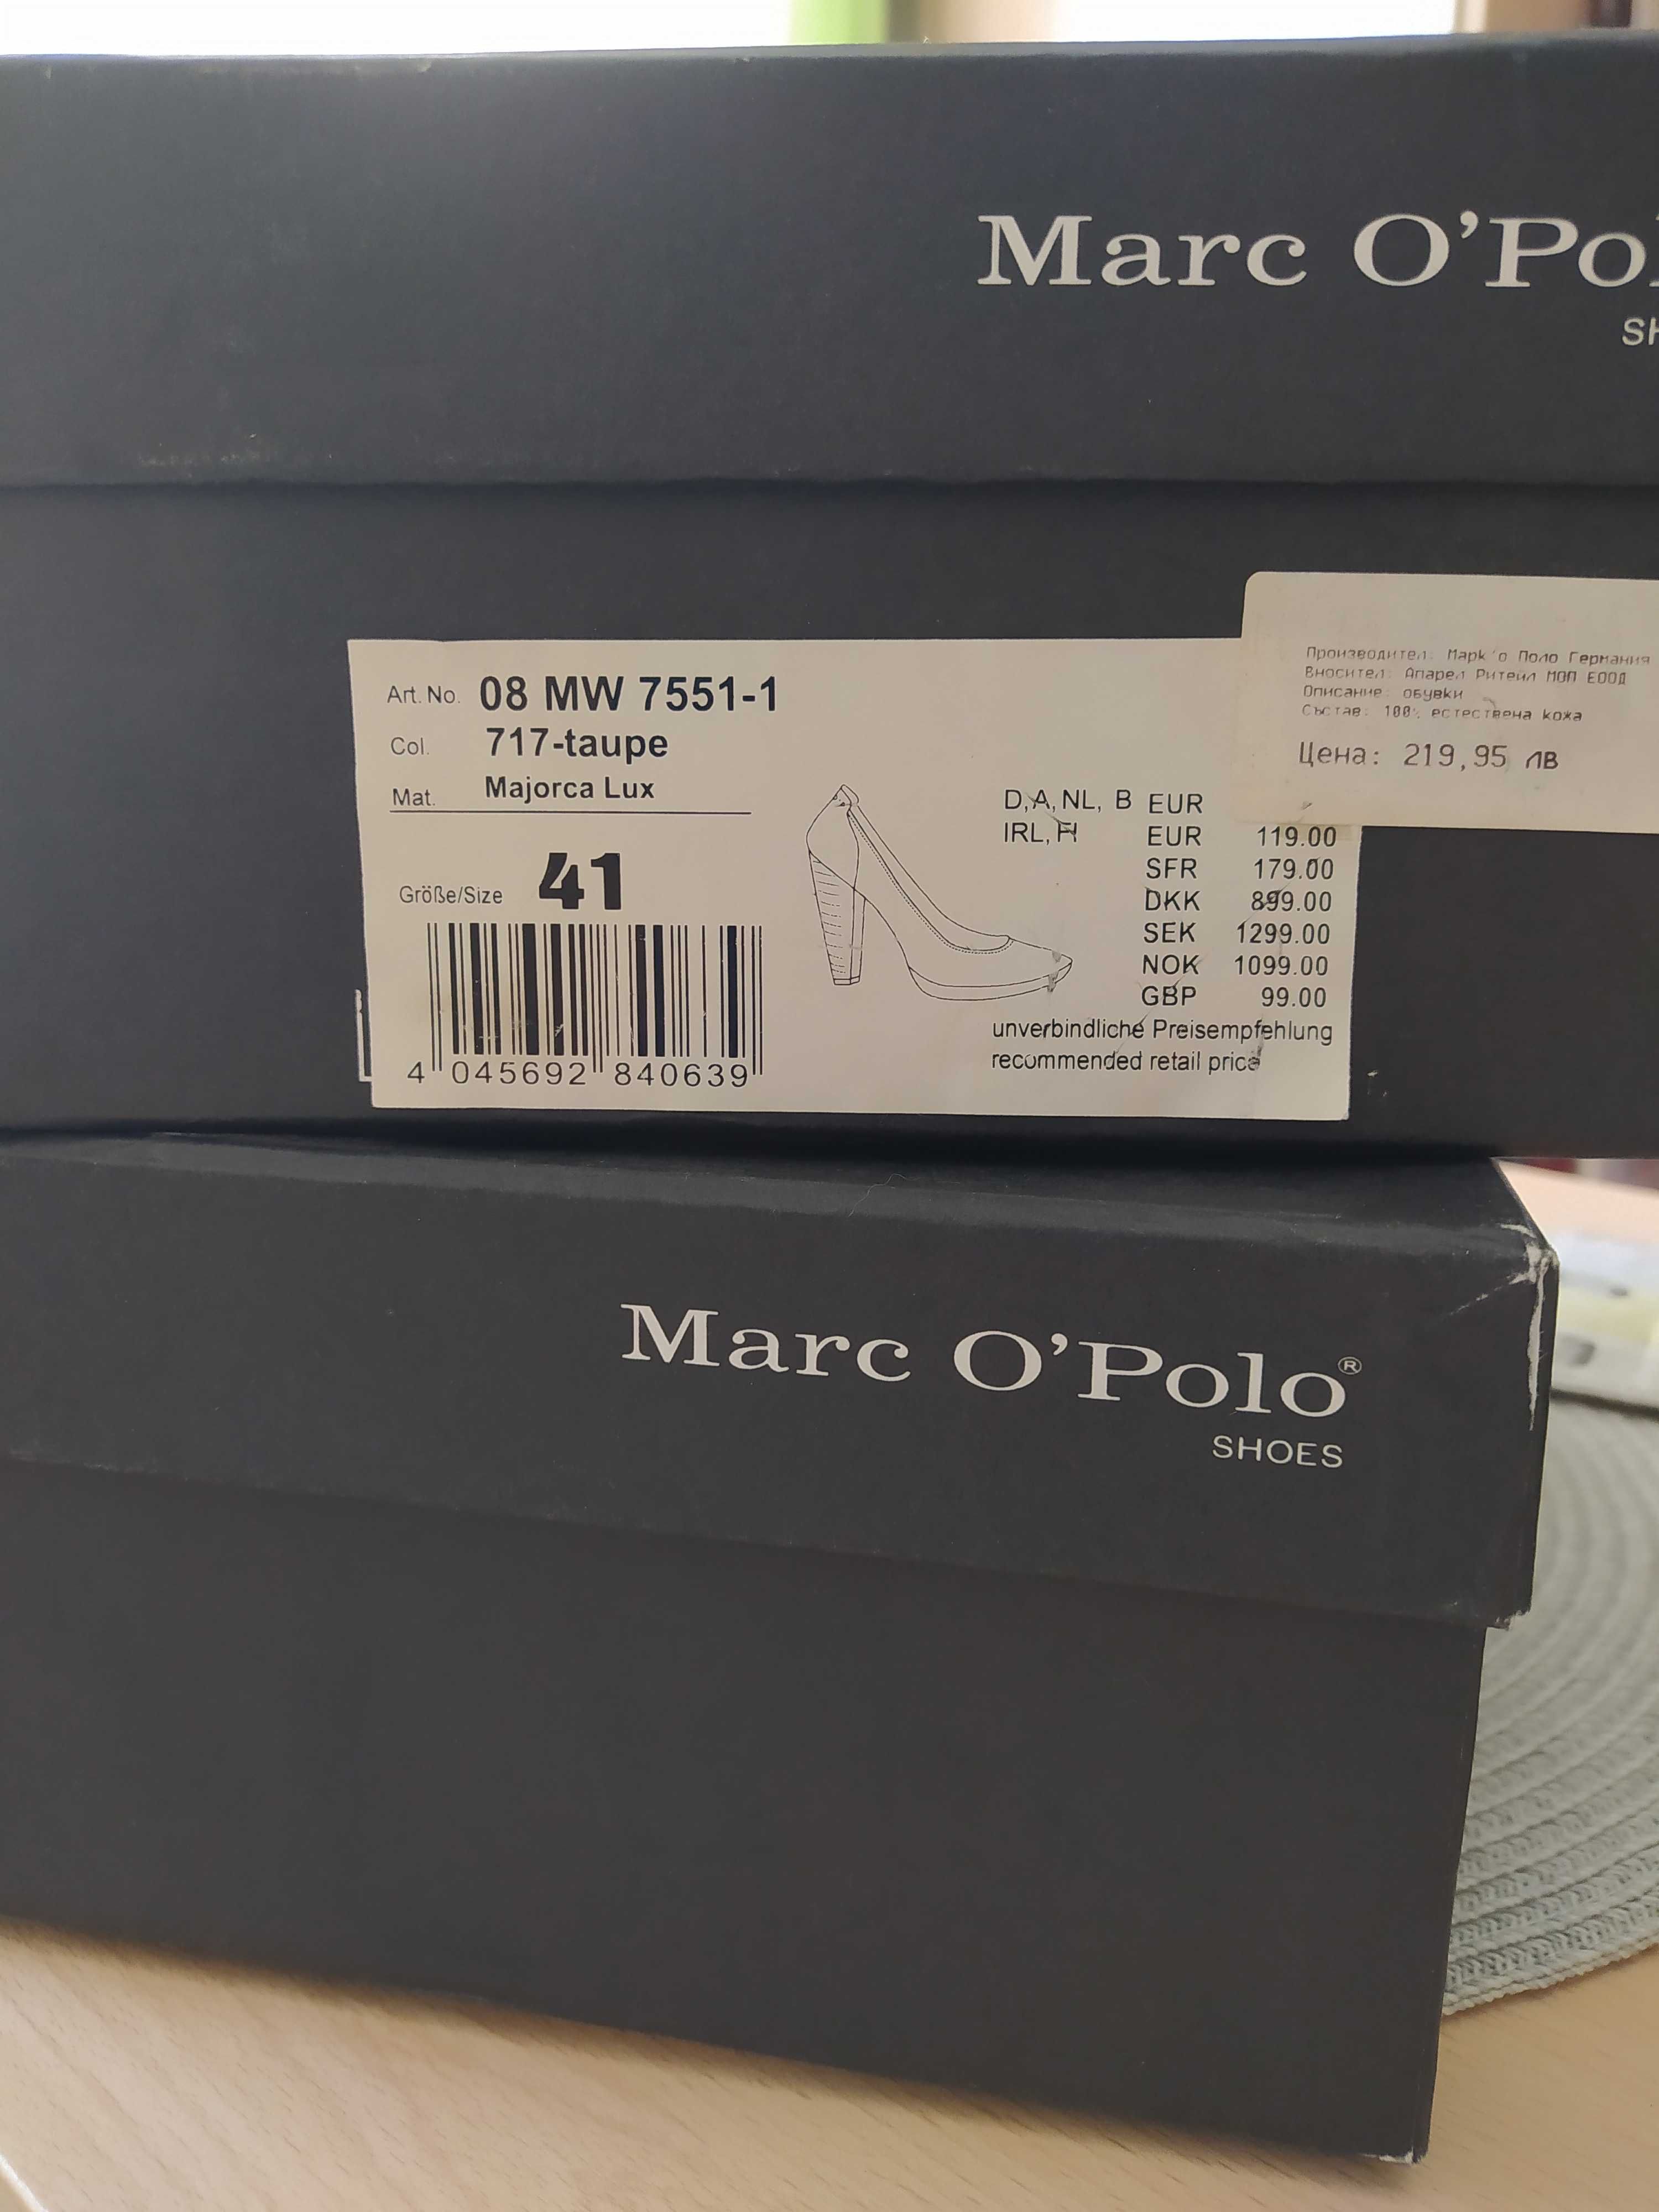 Marc O'Po
SH
Производител: Марк'о Поло Германия
Вносител: Апарел Ритейл МОП ЕООД
Описание: обувки
Състав: 100% естествена кожа
Цена: 219,95 лв
Art. No. 08 MW 7551-1
Col. 717-taupe
Mat. Majorca Lux
Größe/Size 41
4 045692 840639
D,A,NL, B EUR
IRL, FI EUR 119.00
SFR 179.00
DKK 899.00
SEK 1299.00
NOK 1099.00
GBP 99.00
unverbindliche Preisempfehlung
recommended retail price
Marc O'Polo®
SHOES